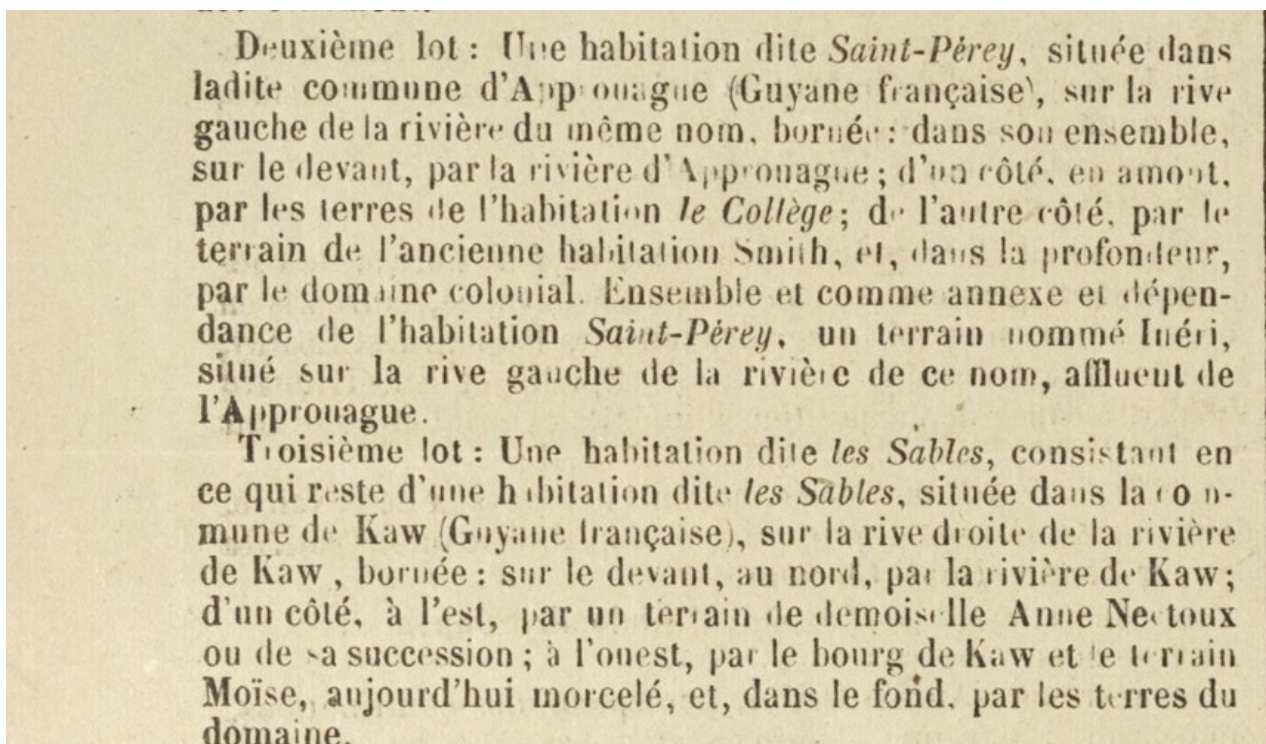 Deuxième lot : Une habitation dite Saint-Pérey, située dans
ladite commune d'Approuague (Guyane française), sur la rive
gauche de la rivière du même nom, bornée : dans son ensemble,
sur le devant, par la rivière d'Approuague ; d'un côté, en amont,
par les terres de l'habitation le Collège ; de l'autre côté, par le
terrain de l'ancienne habitation Smith, et, dans la profondeur,
par le domaine colonial. Ensemble et comme annexe et dépen-
dance de l'habitation Saint-Pérey, un terrain nommé Inéri,
situé sur la rive gauche de la rivière de ce nom, affluent de
l'Approuague.
Troisième lot : Une habitation dite les Sables, consistant en
ce qui reste d'une habitation dite les Sables, située dans la com-
mune de Kaw (Guyane française), sur la rive droite de la rivière
de Kaw, bornée : sur le devant, au nord, par la rivière de Kaw ;
d'un côté, à l'est, par un terrain de demoiselle Anne Nectoux
ou de sa succession ; à l'ouest, par le bourg de Kaw et le terrain
Moïse, aujourd'hui morcelé, et, dans le fond, par les terres du
domaine.